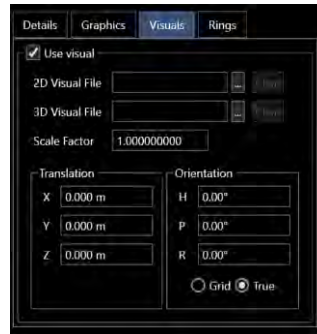 Details Graphics Visuals Rings
Use visual
2D Visual File ...
3D Visual File ...
Scale Factor 1.000000000
Translation Orientation
X 0.000 m H 0.00°
Y 0.000 m P 0.00°
Z 0.000 m R 0.00°
Grid True